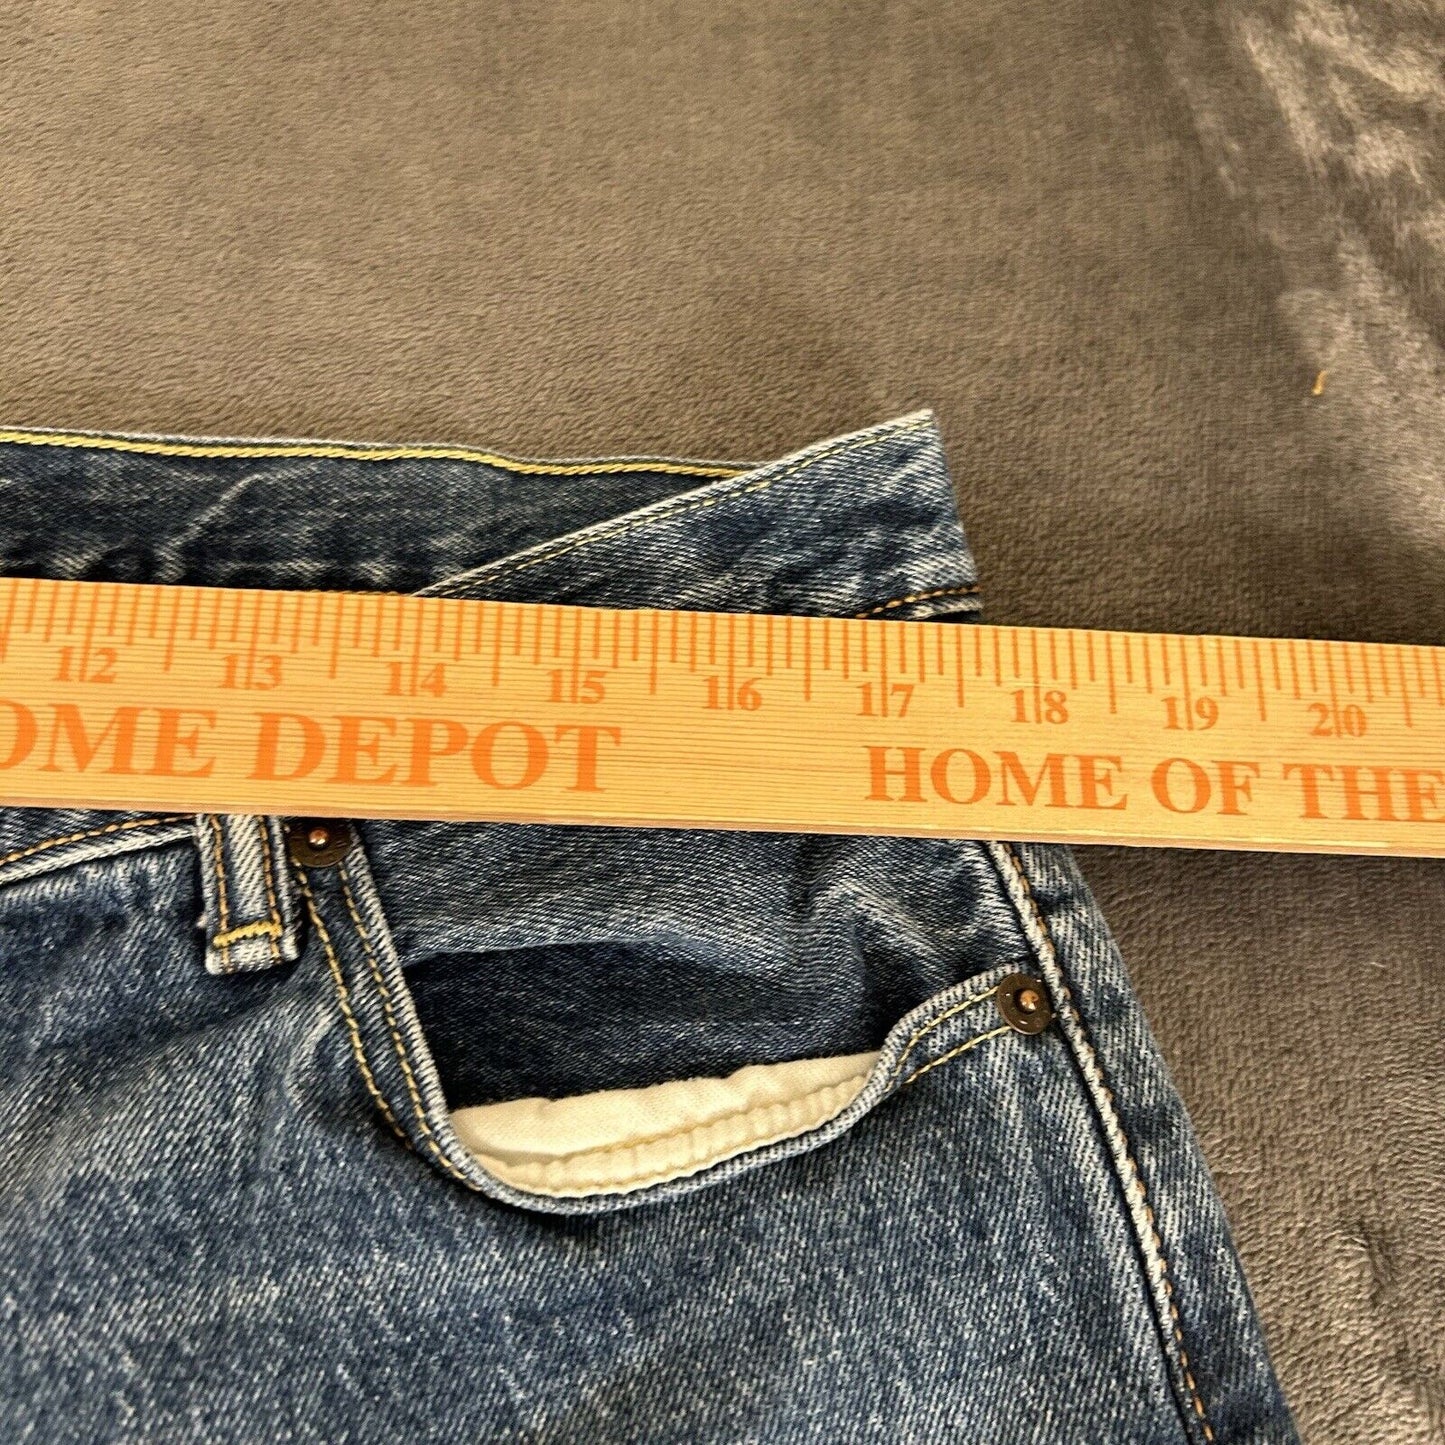 12 13 14 15 16 17 18 19 20
OME DEPOT HOME OF THE